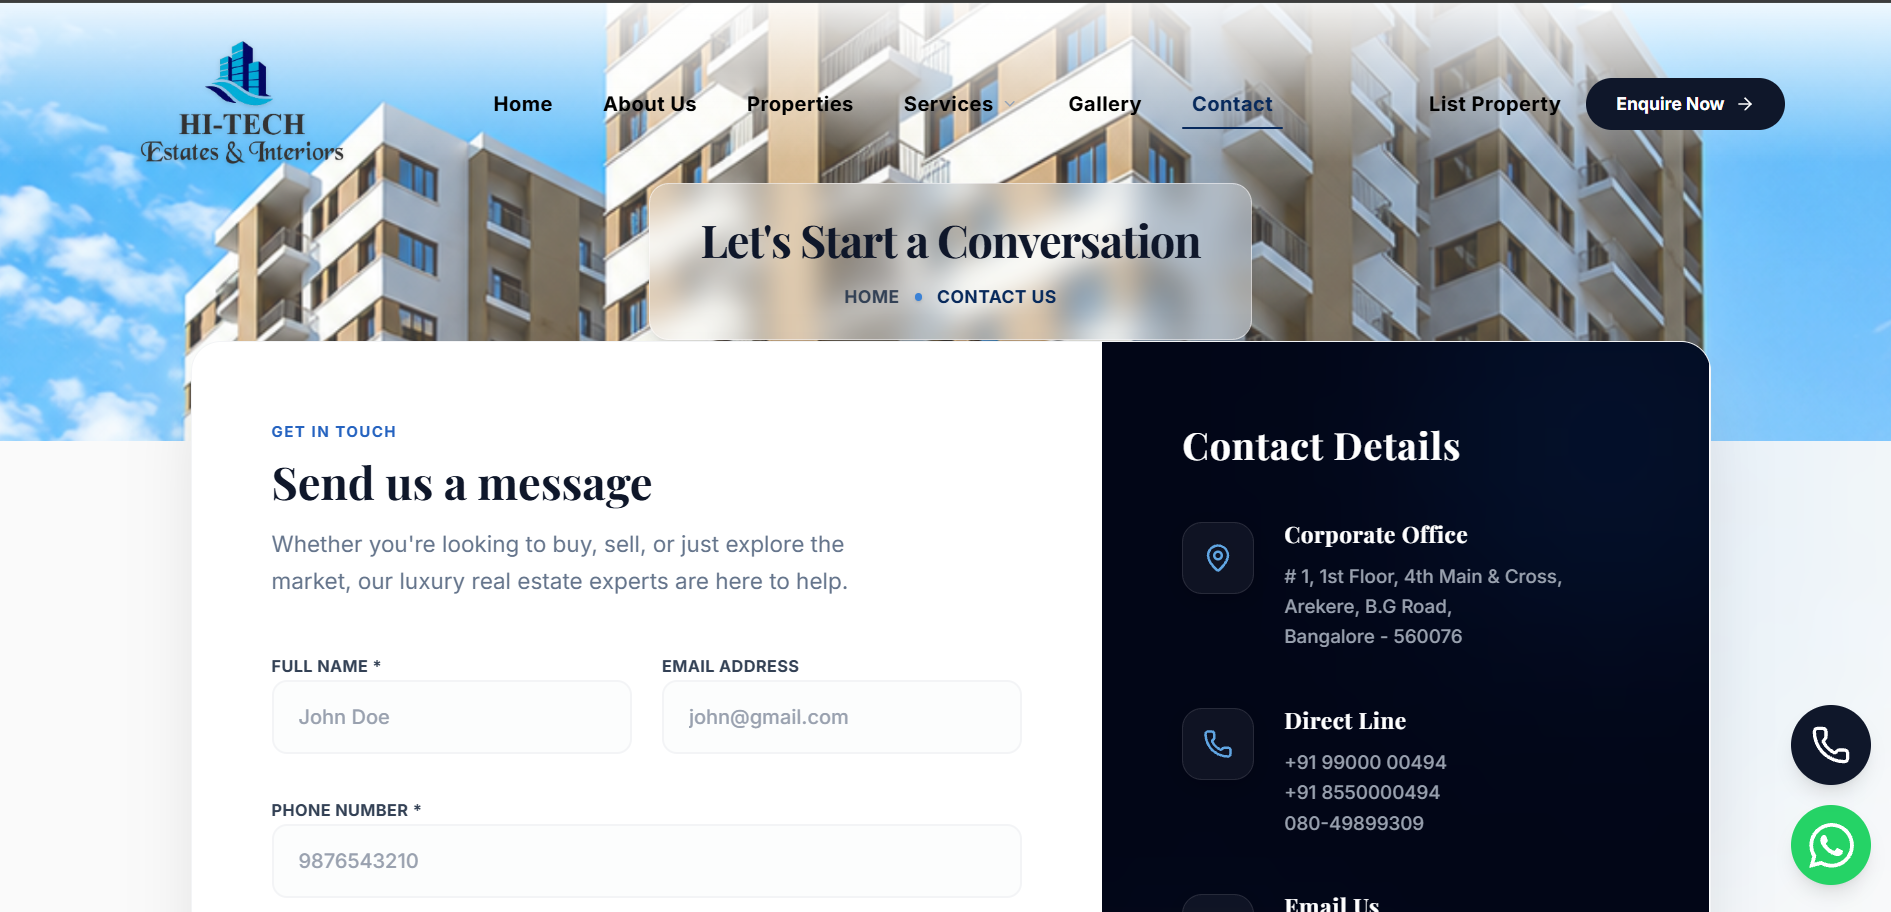 HI-TECH
Estates & Interiors
Home
About Us
Properties
Services
Gallery
Contact
List Property
Enquire Now
Let's Start a Conversation
HOME • CONTACT US
GET IN TOUCH
Send us a message
Whether you're looking to buy, sell, or just explore the
market, our luxury real estate experts are here to help.
FULL NAME *
John Doe
EMAIL ADDRESS
john@gmail.com
PHONE NUMBER *
9876543210
Contact Details
Corporate Office
# 1, 1st Floor, 4th Main & Cross,
Arekere, B.G Road,
Bangalore - 560076
Direct Line
+91 99000 00494
+91 8550000494
080-49899309
Email Us